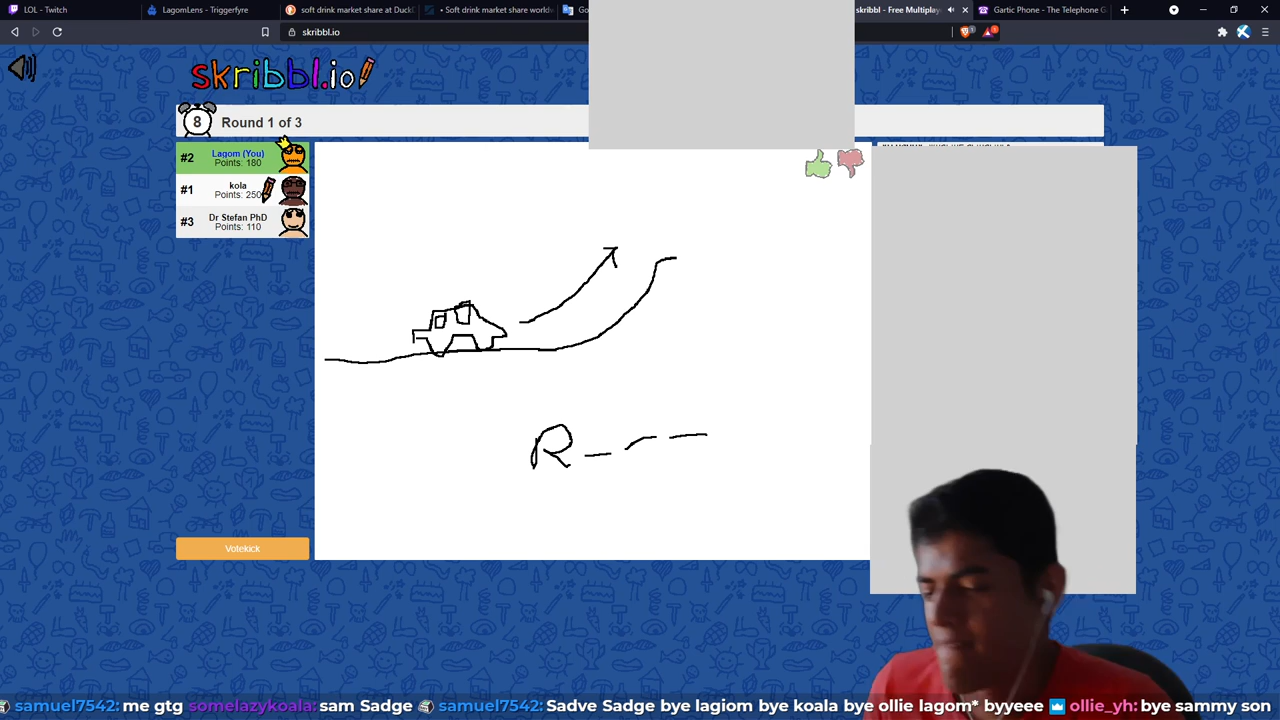 LOL - Twitch
LagomLens - Triggerfyre
soft drink market share at Duck
• Soft drink market share world
Go
skribbl - Free Multiplay
Gartic Phone - The Telephone G
skribbl.io
skribbl.io
8
Round 1 of 3
#2
Lagom (You)
Points: 180
#1
kola
Points: 250
#3
Dr Stefan PhD
Points: 110
R _ _ _
Votekick
samuel7542: me gtg somelazykoala: sam Sadge samuel7542: Sadve Sadge bye lagiom bye koala bye ollie lagom* byyeee ollie_yh: bye sammy son